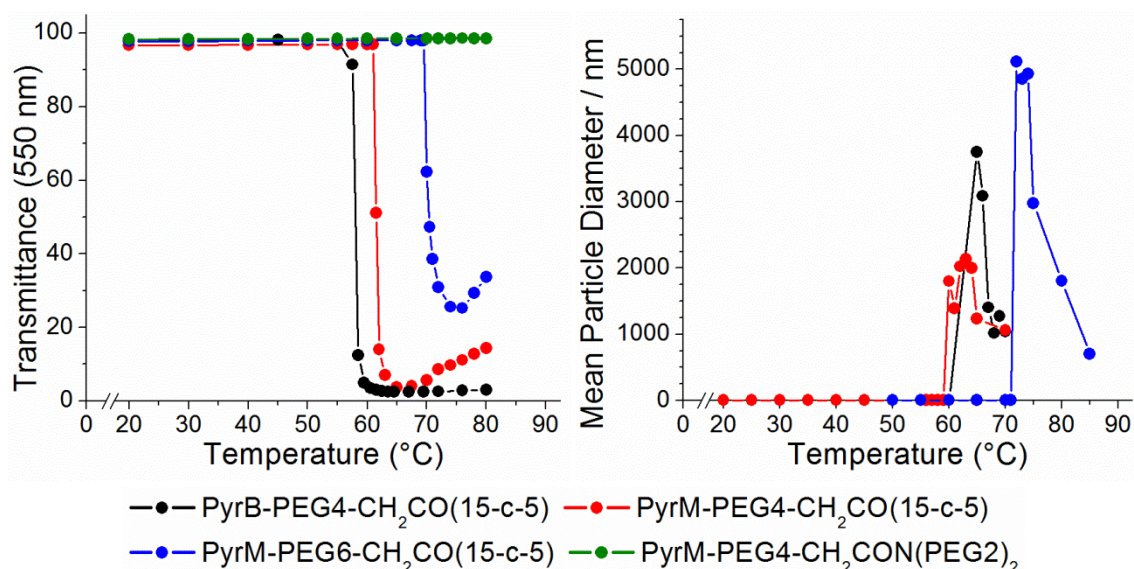 Transmittance (550 nm)
100
80
60
40
20
0
0 20 30 40 50 60 70 80 90
Temperature (°C)
Mean Particle Diameter / nm
5000
4000
3000
2000
1000
0
0 20 30 40 50 60 70 80 90
Temperature (°C)
PyrB-PEG4-CH₂CO(15-c-5) PyrM-PEG4-CH₂CO(15-c-5)
PyrM-PEG6-CH₂CO(15-c-5) PyrM-PEG4-CH₂CON(PEG2)₂